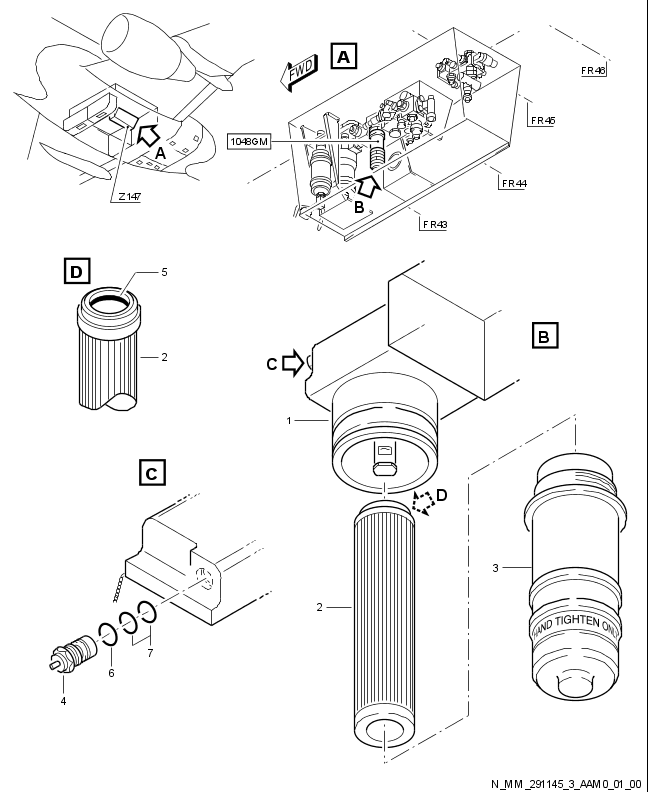 FWD
A
FR46
FR45
1048GM
A
B
FR44
Z147
FR43
D
5
2
B
C
1
C
D
3
2
HAND TIGHTEN ONLY
6
7
4
N_MM_291145_3_AAM0_01_00